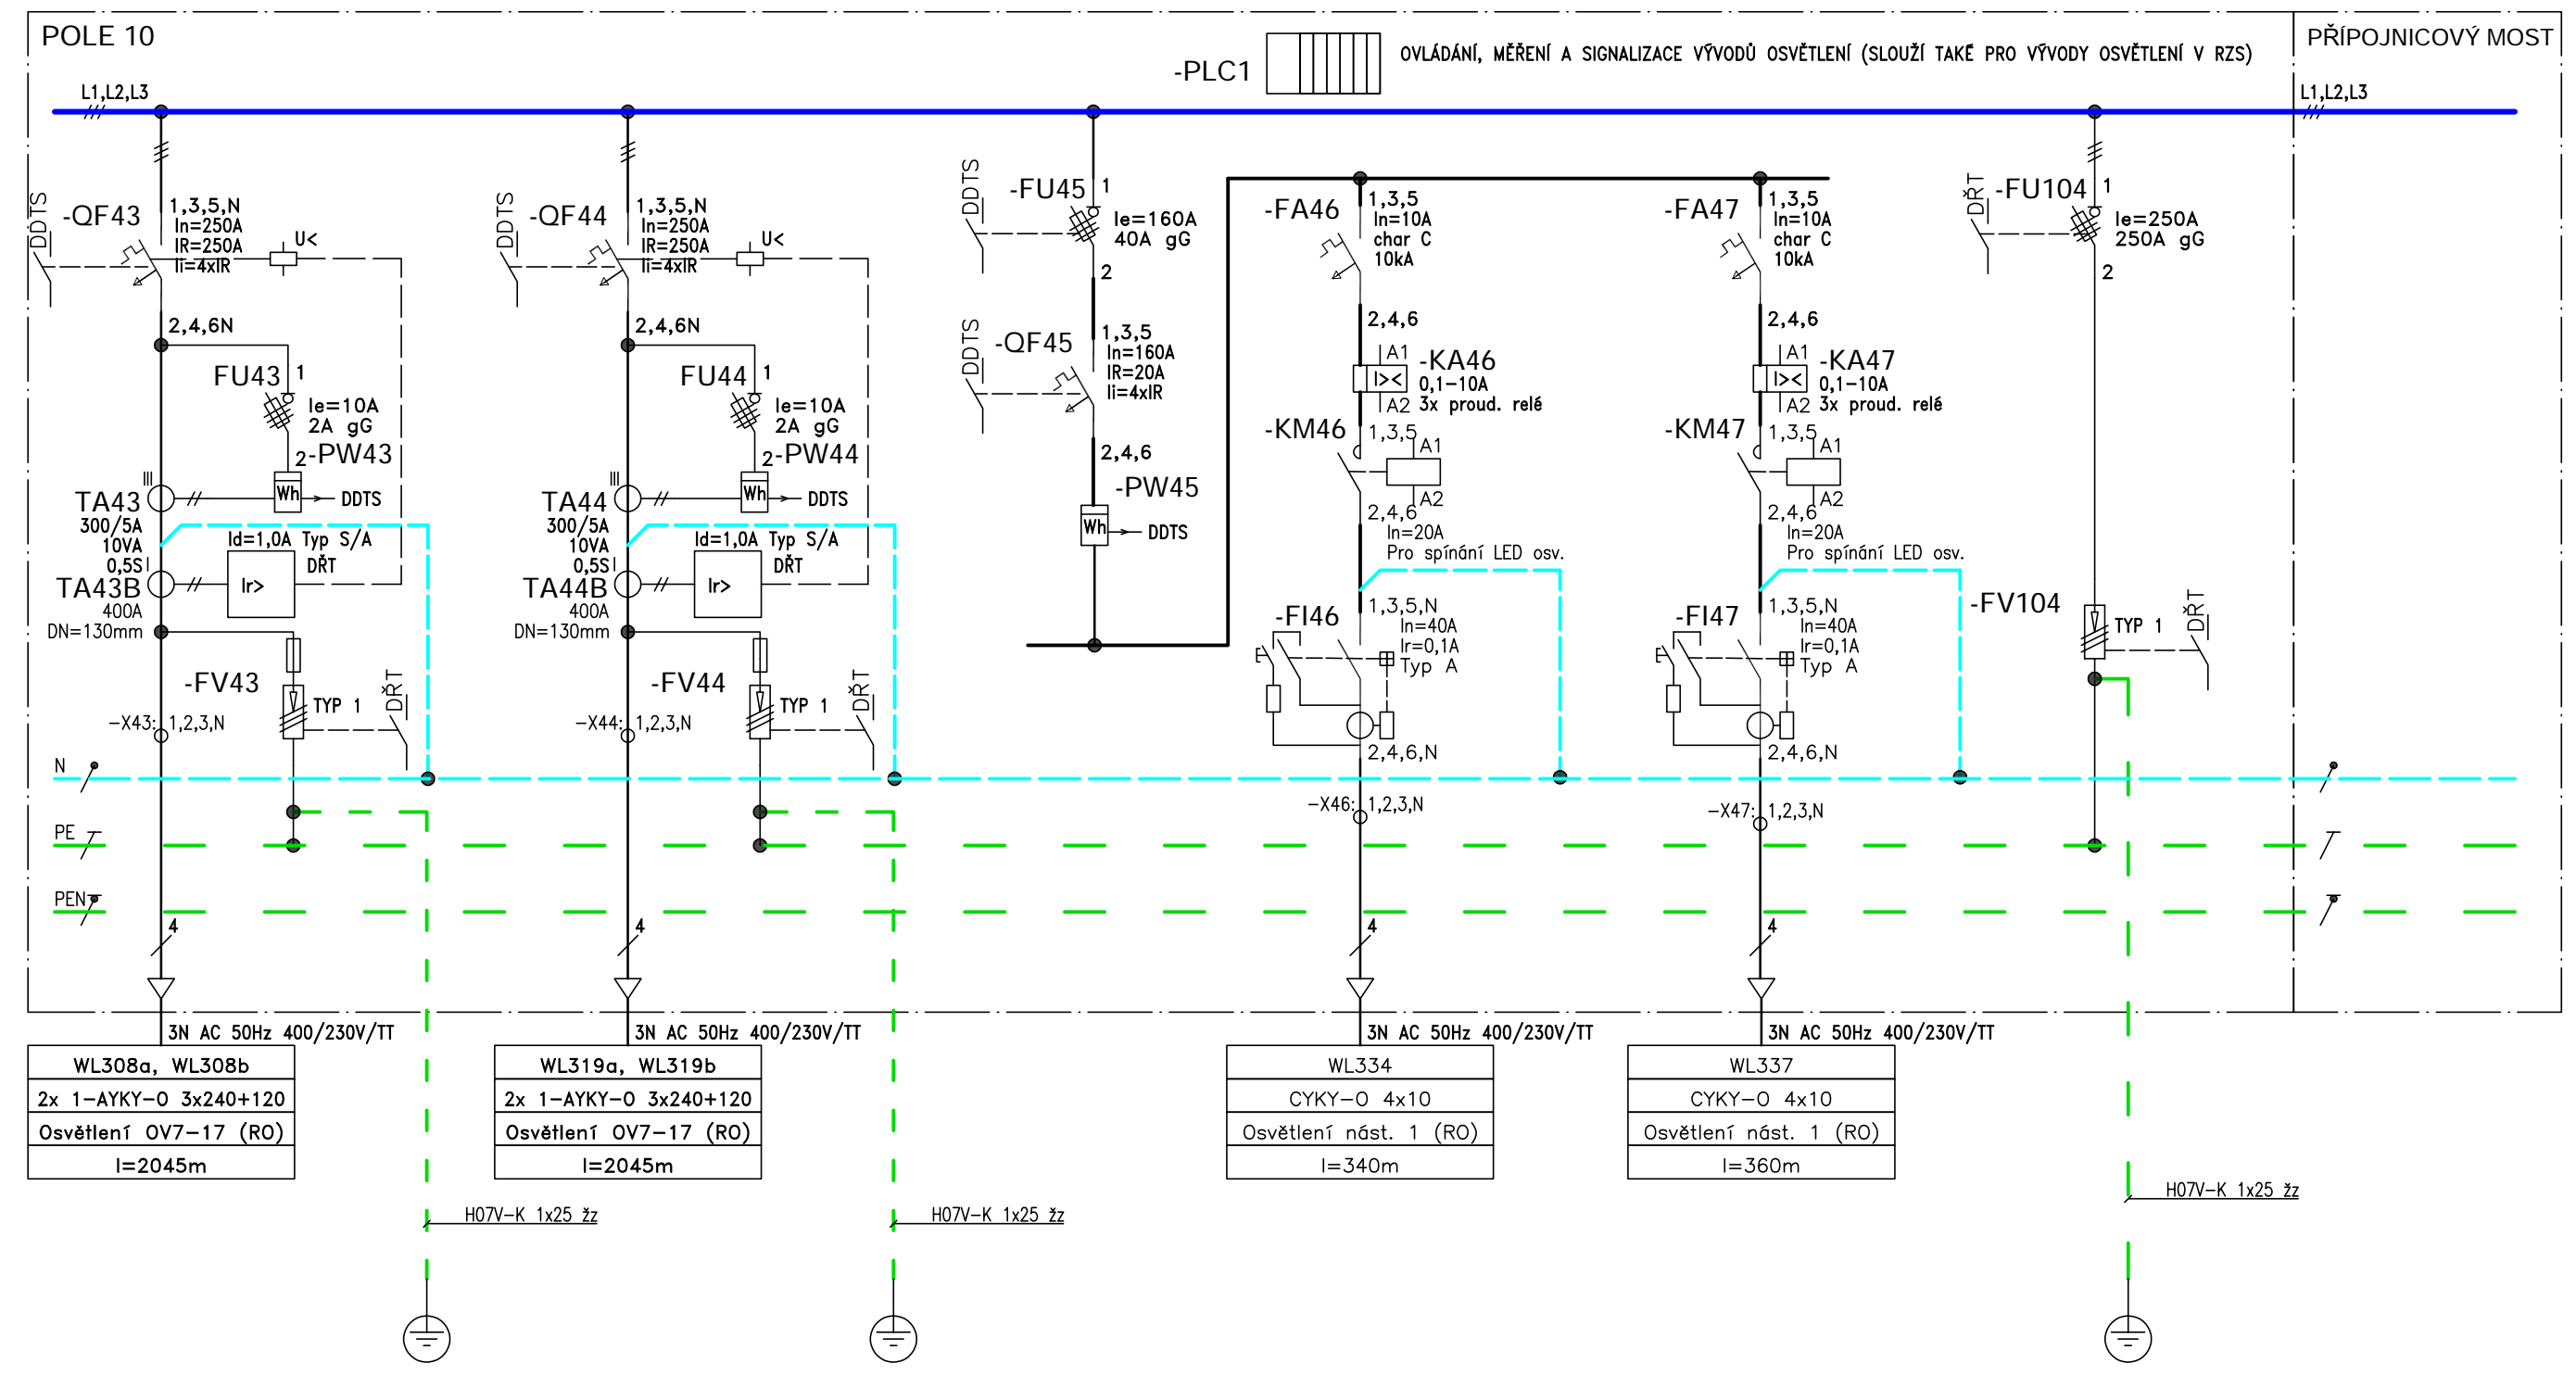 POLE 10
-PLC1
OVLÁDÁNÍ, MĚŘENÍ A SIGNALIZACE VÝVODŮ OSVĚTLENÍ (SLOUŽÍ TAKÉ PRO VÝVODY OSVĚTLENÍ V RZS)
PŘÍPOJNICOVÝ MOST
L1,L2,L3
L1,L2,L3
DDTS
-QF43
1,3,5,N
In=250A
IR=250A
Ii=4xIR
U<
2,4,6N
FU43
1
Ie=10A
2A gG
2
-PW43
Wh
DDTS
TA43
300/5A
10VA
0,5S
Id=1,0A Typ S/A
DŘT
Ir>
TA43B
400A
DN=130mm
-FV43
TYP 1
DŘT
-X43:
1,2,3,N
DDTS
-QF44
1,3,5,N
In=250A
IR=250A
Ii=4xIR
U<
2,4,6N
FU44
1
Ie=10A
2A gG
2
-PW44
Wh
DDTS
TA44
300/5A
10VA
0,5S
Id=1,0A Typ S/A
DŘT
Ir>
TA44B
400A
DN=130mm
-FV44
TYP 1
DŘT
-X44:
1,2,3,N
DDTS
-FU45
1
Ie=160A
40A gG
2
DDTS
-QF45
1,3,5
In=160A
IR=20A
Ii=4xIR
2,4,6
-PW45
Wh
DDTS
-FA46
1,3,5
In=10A
char C
10kA
2,4,6
A1
-KA46
I><
0,1-10A
A2
3x proud. relé
-KM46
1,3,5
A1
A2
2,4,6
In=20A
Pro spínání LED osv.
-FI46
1,3,5,N
In=40A
Ir=0,1A
Typ A
2,4,6,N
-X46:
1,2,3,N
-FA47
1,3,5
In=10A
char C
10kA
2,4,6
A1
-KA47
I><
0,1-10A
A2
3x proud. relé
-KM47
1,3,5
A1
A2
2,4,6
In=20A
Pro spínání LED osv.
-FI47
1,3,5,N
In=40A
Ir=0,1A
Typ A
2,4,6,N
-X47:
1,2,3,N
DŘT
-FU104
1
Ie=250A
250A gG
2
-FV104
TYP 1
DŘT
N
PE
PEN
4
4
4
4
3N AC 50Hz 400/230V/TT
WL308a, WL308b
2x 1-AYKY-O 3x240+120
Osvětlení OV7-17 (RO)
l=2045m
3N AC 50Hz 400/230V/TT
WL319a, WL319b
2x 1-AYKY-O 3x240+120
Osvětlení OV7-17 (RO)
l=2045m
3N AC 50Hz 400/230V/TT
WL334
CYKY-O 4x10
Osvětlení nást. 1 (RO)
l=340m
3N AC 50Hz 400/230V/TT
WL337
CYKY-O 4x10
Osvětlení nást. 1 (RO)
l=360m
H07V-K 1x25 žz
H07V-K 1x25 žz
H07V-K 1x25 žz